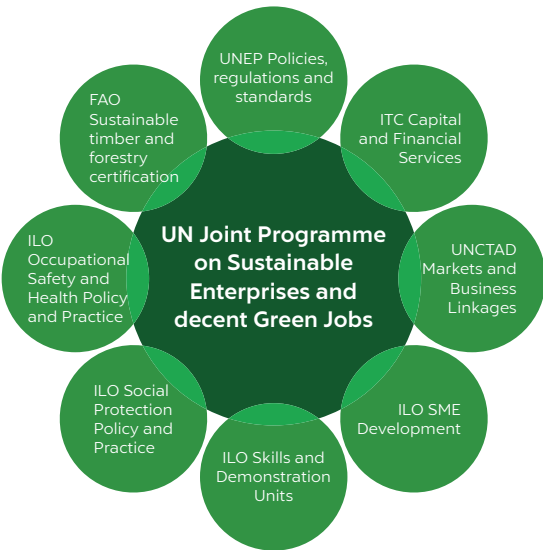 UNEP Policies,
regulations and
standards
ITC Capital
and Financial
Services
UNCTAD
Markets and
Business
Linkages
ILO SME
Development
ILO Skills and
Demonstration
Units
ILO Social
Protection
Policy and
Practice
ILO
Occupational
Safety and
Health Policy
and Practice
FAO
Sustainable
timber and
forestry
certification
UN Joint Programme
on Sustainable
Enterprises and
decent Green Jobs